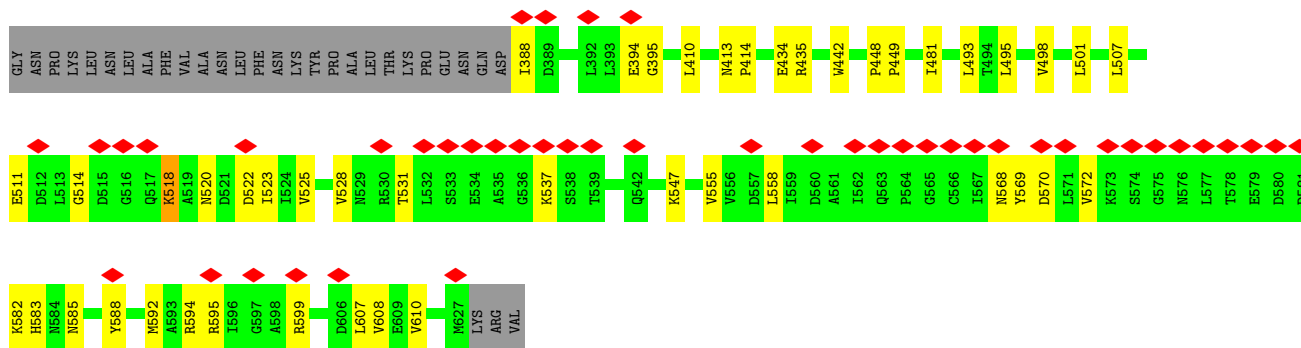 GLY ASN PRO LYS LEU ASN LEU ALA PHE VAL ALA ASN LEU PHE ASN LYS TYR PRO ALA LEU THR LYS PRO GLU ASN GLN ASP I388 D389 L392 L393 E394 G395 L410 N413 P414 E434 R435 W442 P448 P449 I481 L493 T494 L495 V498 L501 L507
E511 D512 L513 G514 D515 G516 Q517 K518 A519 N520 D521 D522 I523 I524 V525 V528 N529 R530 T531 L532 S533 E534 A535 G536 K537 S538 T539 Q542 K547 V555 V556 D557 L558 I559 D560 A561 I562 Q563 P564 G565 C566 I567 N568 Y569 D570 L571 V572 K573 S574 G575 N576 L577 T578 E579 D580
K582 H583 N584 N585 Y588 M592 A593 R594 R595 I596 G597 A598 R599 D606 L607 V608 E609 V610 M627 LYS ARG VAL